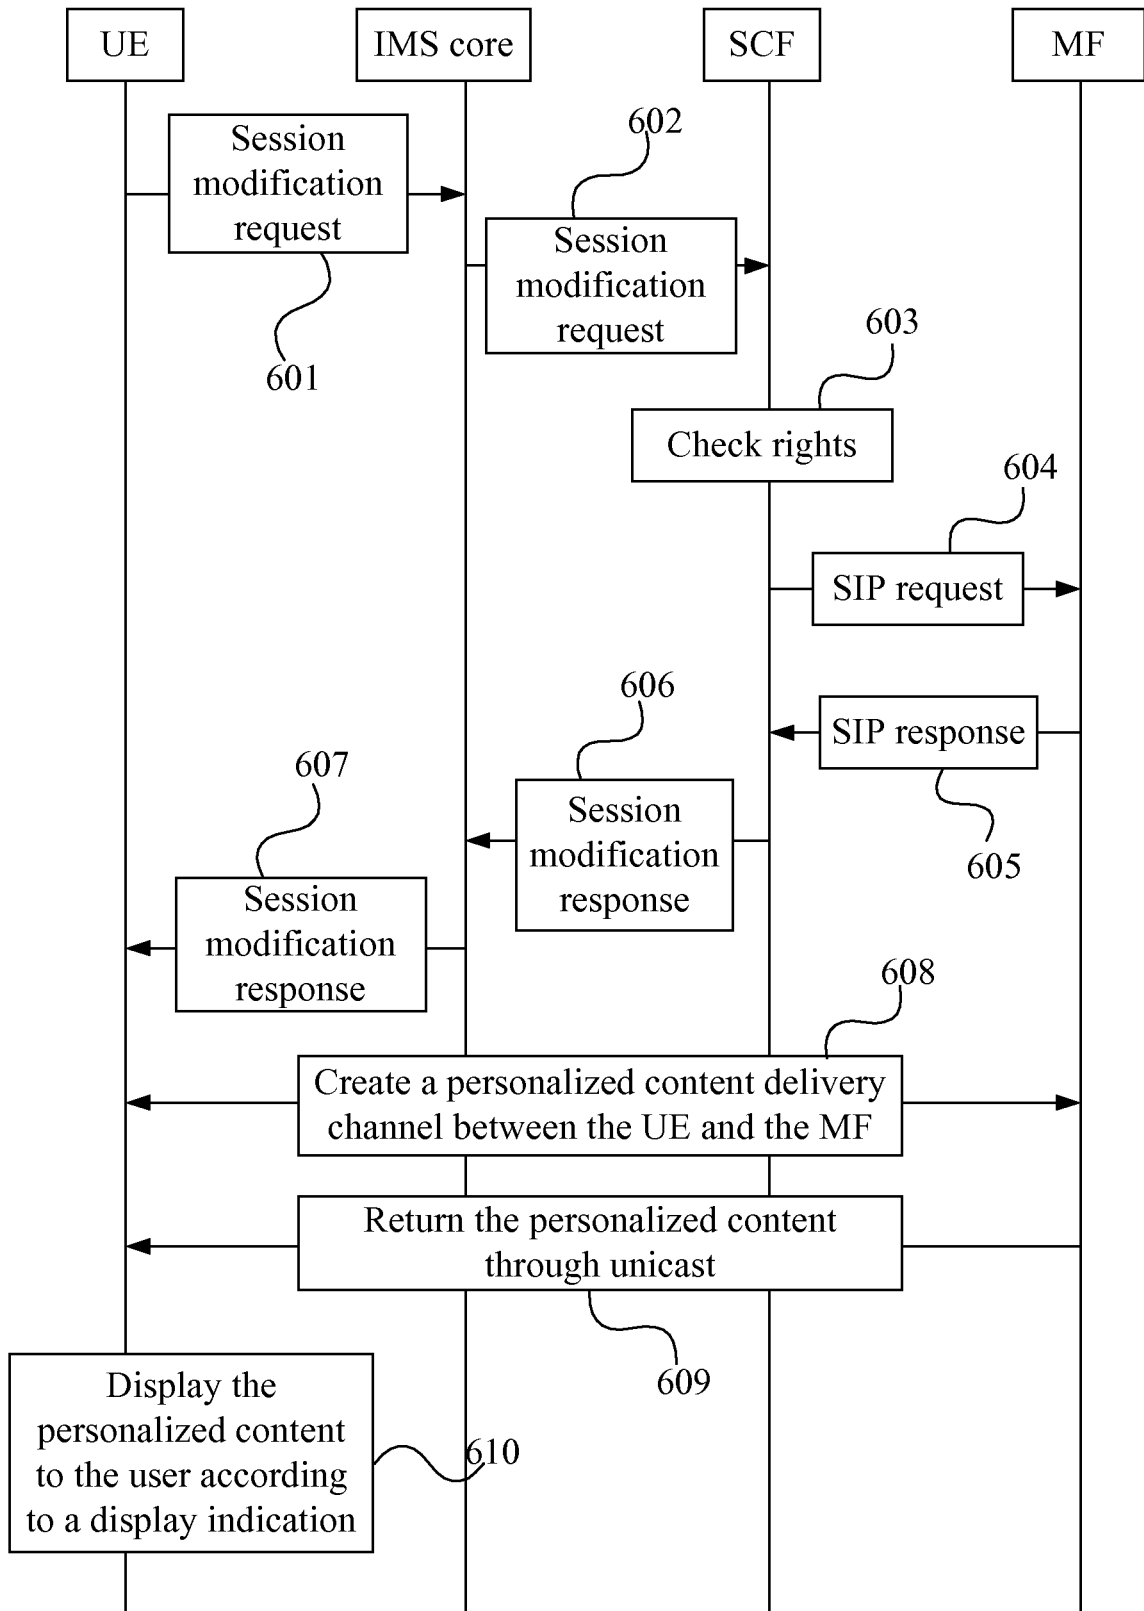 UE
IMS core
SCF
MF
Session
modification
request
601
602
Session
modification
request
603
Check rights
604
SIP request
SIP response
605
606
Session
modification
response
607
Session
modification
response
608
Create a personalized content delivery
channel between the UE and the MF
Return the personalized content
through unicast
609
Display the
personalized content
to the user according
to a display indication
610